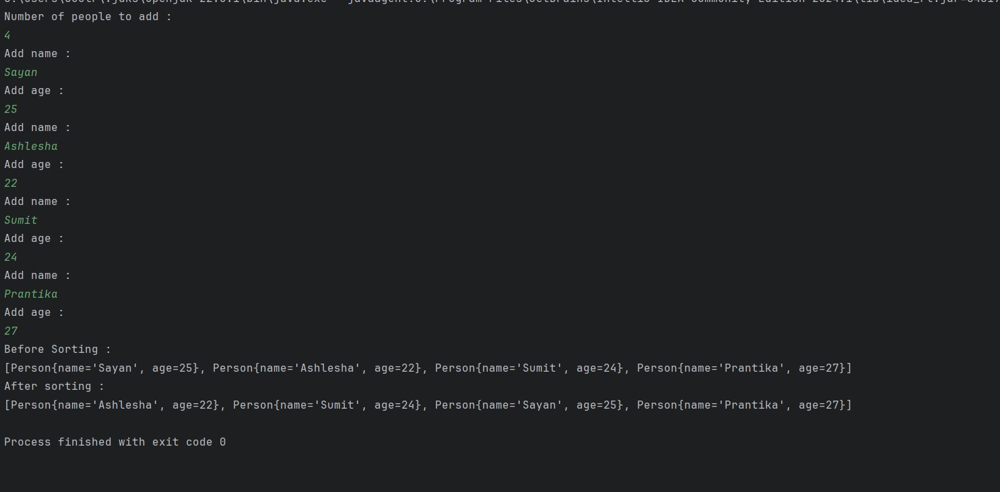 Number of people to add :
4
Add name :
Sayan
Add age :
25
Add name :
Ashlesha
Add age :
22
Add name :
Sumit
Add age :
24
Add name :
Prantika
Add age :
27
Before Sorting :
[Person{name='Sayan', age=25}, Person{name='Ashlesha', age=22}, Person{name='Sumit', age=24}, Person{name='Prantika', age=27}]
After sorting :
[Person{name='Ashlesha', age=22}, Person{name='Sumit', age=24}, Person{name='Sayan', age=25}, Person{name='Prantika', age=27}]
Process finished with exit code 0